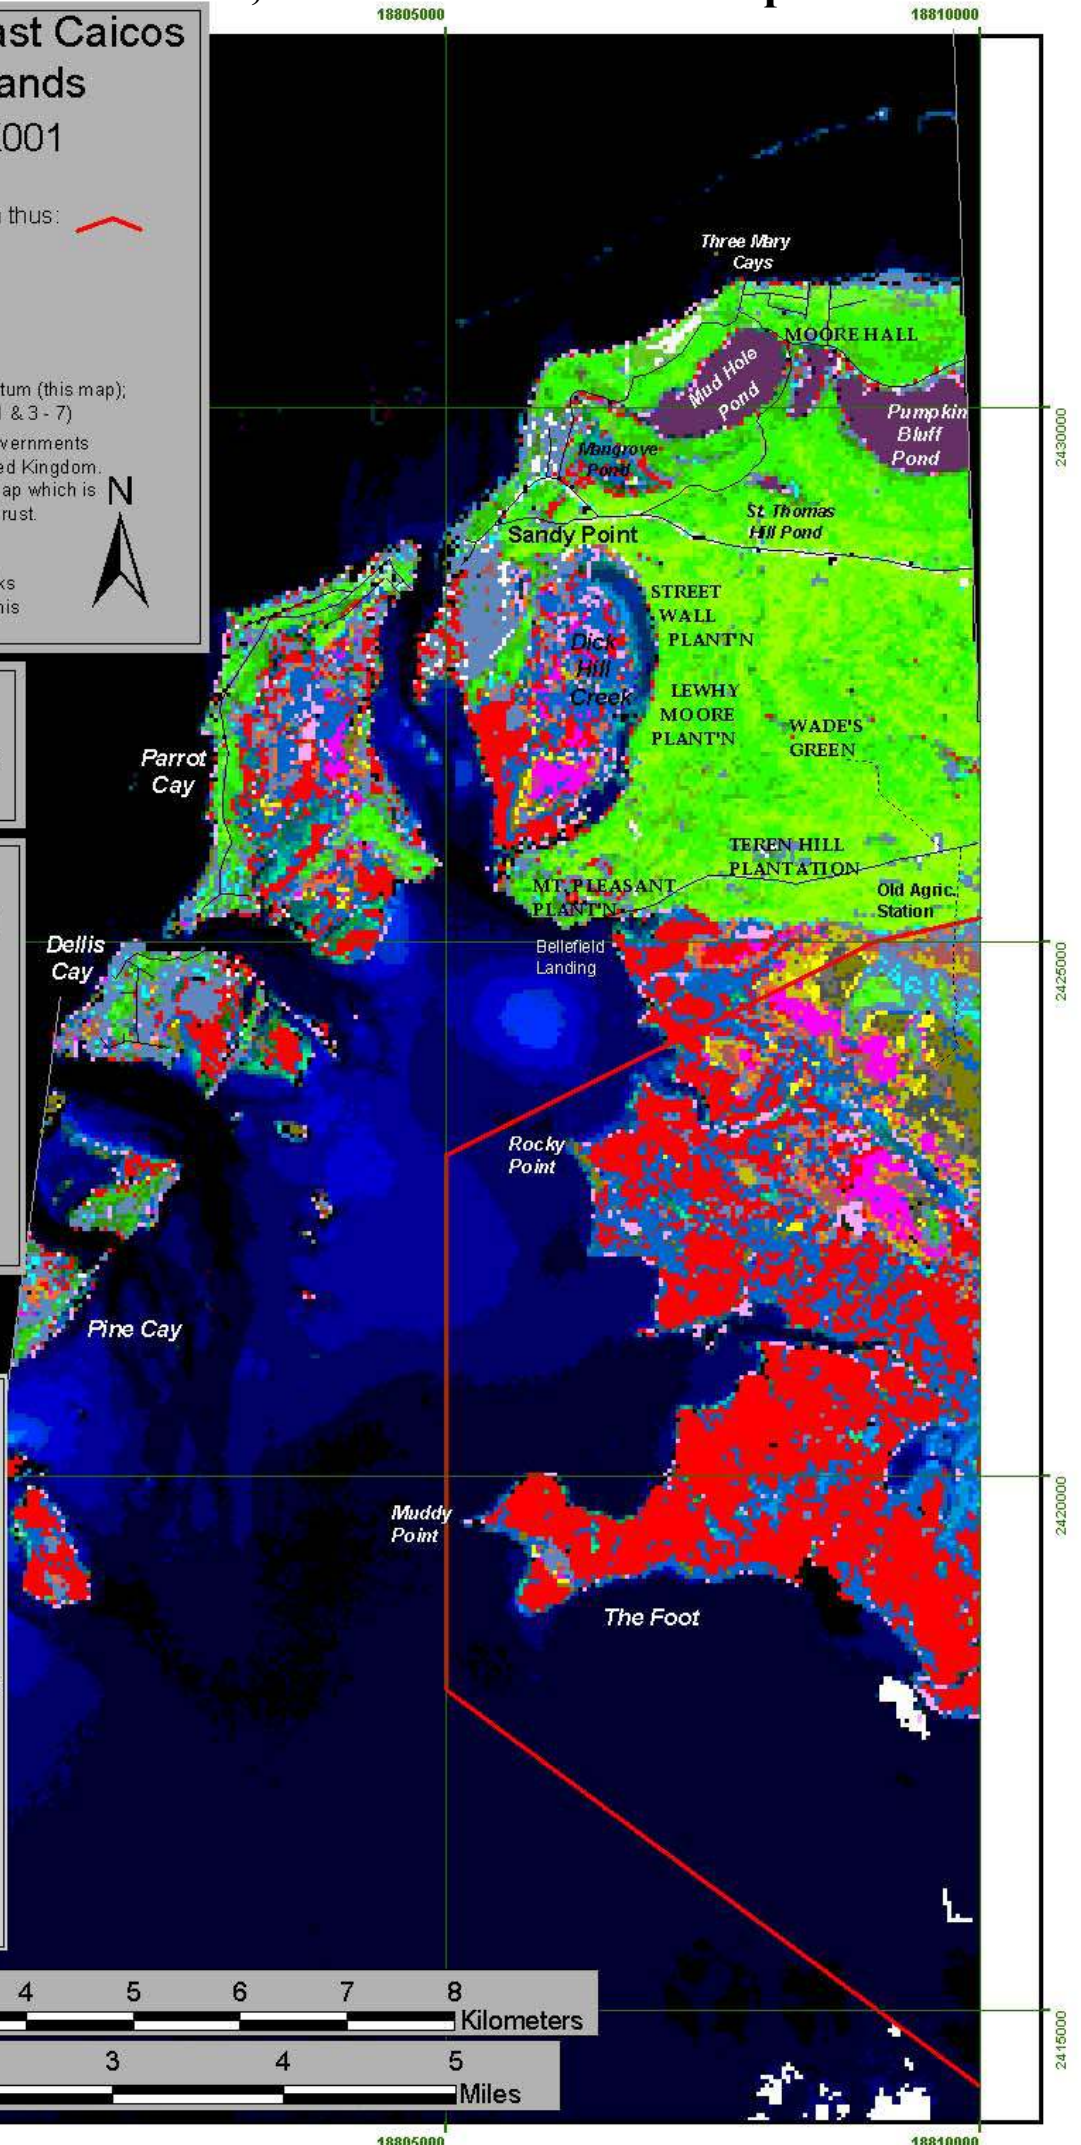 18805000
18810000
ast Caicos
ands
001
thus:
tum (this map);
& 3 - 7)
vernments
ed Kingdom.
ap which is
rust.
N
ks
his
Three Mary
Cays
MOORE HALL
Mud Hole
Pond
Pumpkin
Bluff
Pond
2430000
Mangrove
Pond
St. Thomas
Hill Pond
Sandy Point
STREET
WALL
PLANT'N
Dick
Hill
Creek
LEWHY
MOORE
PLANT'N
WADE'S
GREEN
Parrot
Cay
TEREN HILL
PLANTATION
MT. PLEASANT
PLANT'N
Old Agric.
Station
Dellis
Cay
Bellefield
Landing
2425000
Rocky
Point
Pine Cay
2420000
Muddy
Point
The Foot
4 5 6 7 8
Kilometers
2415000
3 4 5
Miles
18805000
18810000